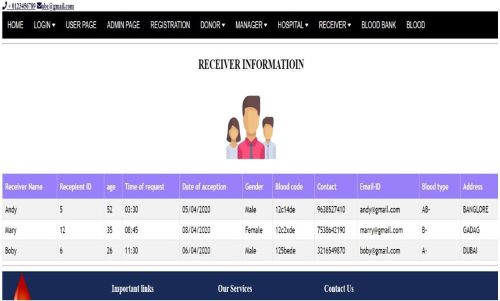 + 0123456789 abc@gmail.com
HOME LOGIN USER PAGE ADMIN PAGE REGISTRATION DONOR MANAGER HOSPITAL RECEIVER BLOOD BANK BLOOD
RECEIVER INFORMATIOIN
Receiver Name Recepient ID age Time of request Date of acception Gender Blood code Contact Email-ID Blood type Address
Andy 5 52 03:30 05/04/2020 Male 12c14de 9638527410 andy@gmail.com AB- BANGLORE
Mary 12 35 08:45 08/04/2020 Female 12c2xde 7538642190 marry@gmail.com B- GADAG
Boby 6 26 11:30 06/04/2020 Male 125bede 3216549870 boby@gmail.com A- DUBAI
Important links Our Services Contact Us